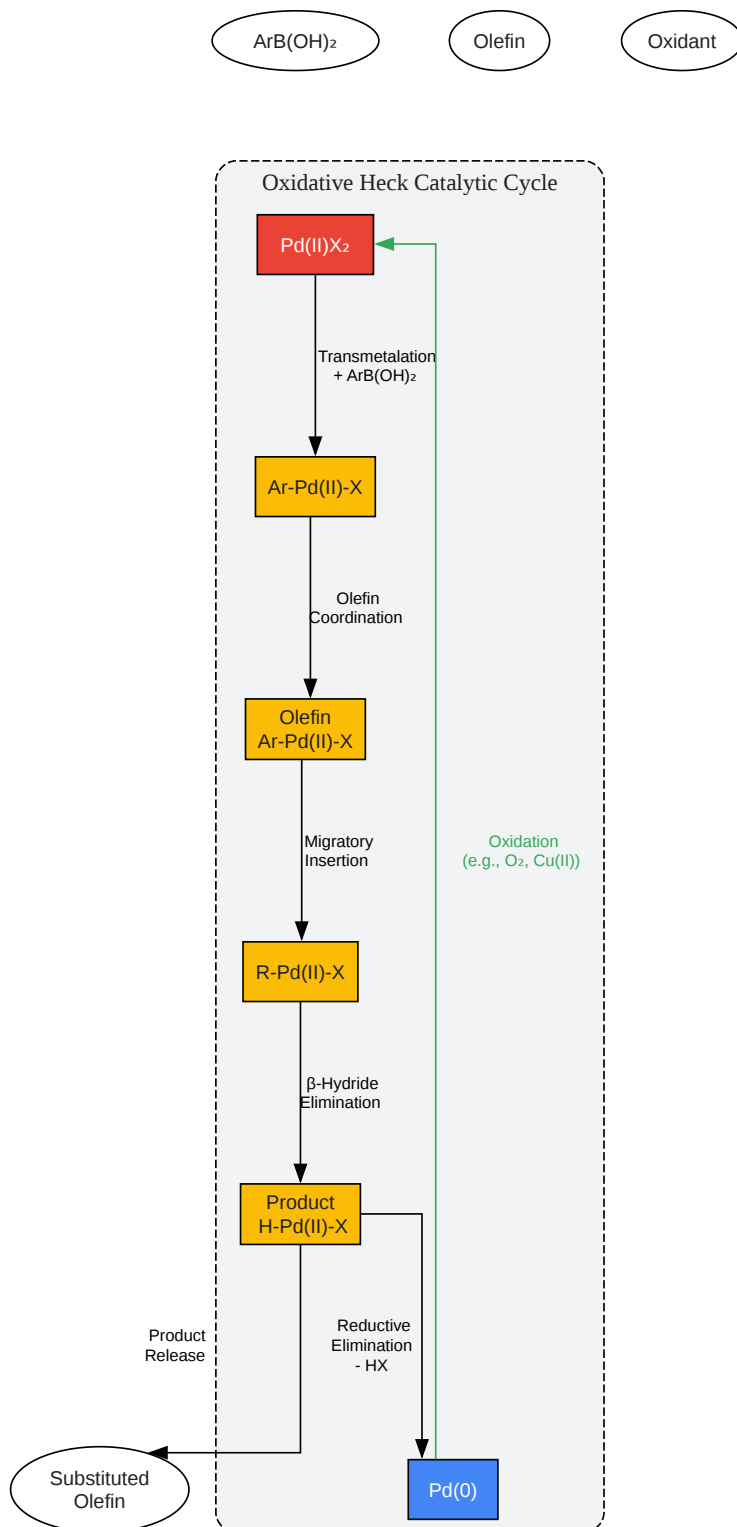 ArB(OH)₂
Olefin
Oxidant
Oxidative Heck Catalytic Cycle
Pd(II)X₂
Transmetalation
+ ArB(OH)₂
Ar-Pd(II)-X
Olefin
Coordination
Olefin
Ar-Pd(II)-X
Migratory
Insertion
Oxidation
(e.g., O₂, Cu(II))
R-Pd(II)-X
β-Hydride
Elimination
Product
H-Pd(II)-X
Product
Release
Reductive
Elimination
- HX
Substituted
Olefin
Pd(0)